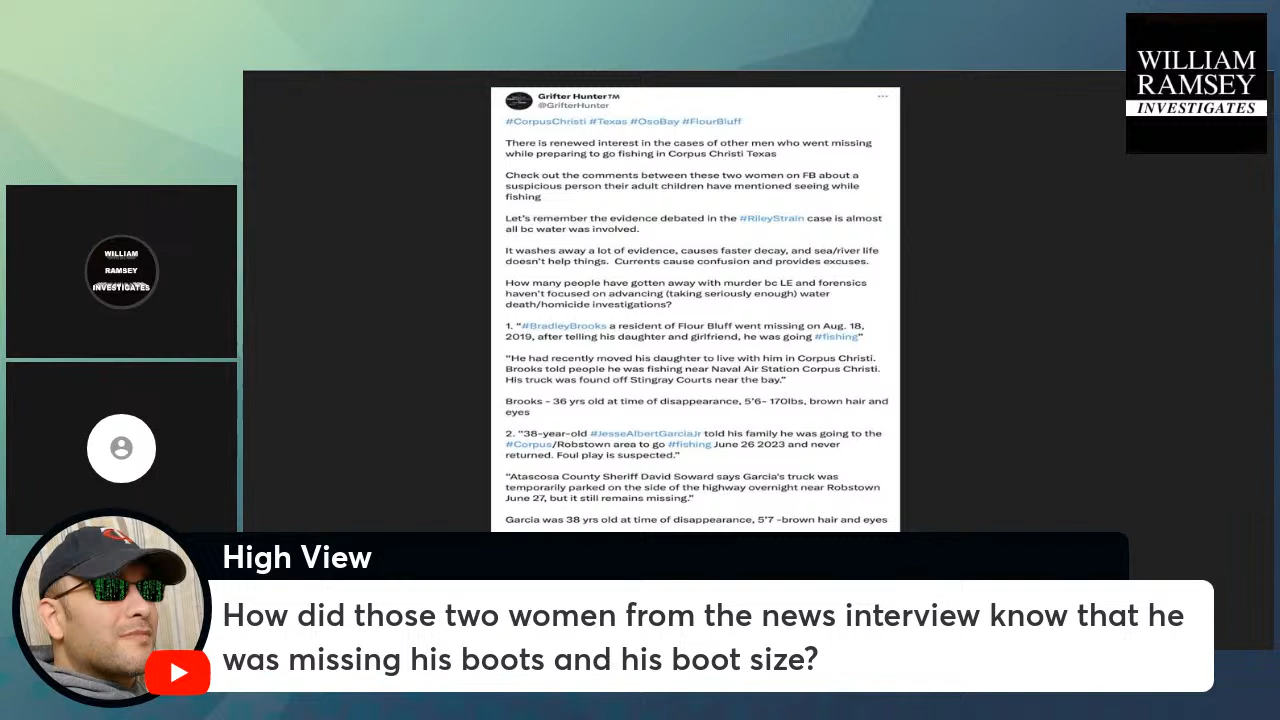 WILLIAM
RAMSEY
INVESTIGATES
Grifter Hunter™
@GrifterHunter
#CorpusChristi #Texas #OsoBay #FlourBluff
There is renewed interest in the cases of other men who went missing
while preparing to go fishing in Corpus Christi Texas
Check out the comments between these two women on FB about a
suspicious person their adult children have mentioned seeing while
fishing
Let's remember the evidence debated in the #RileyStrain case is almost
all bc water was involved.
It washes away a lot of evidence, causes faster decay, and sea/river life
doesn't help things. Currents cause confusion and provides excuses.
How many people have gotten away with murder bc LE and forensics
haven't focused on advancing (taking seriously enough) water
death/homicide investigations?
1. "#BradleyBrooks a resident of Flour Bluff went missing on Aug. 18,
2019, after telling his daughter and girlfriend, he was going #fishing"
"He had recently moved his daughter to live with him in Corpus Christi.
Brooks told people he was fishing near Naval Air Station Corpus Christi.
His truck was found off Stingray Courts near the bay."
Brooks - 36 yrs old at time of disappearance, 5'6- 170lbs, brown hair and
eyes
2. "38-year-old #JesseAlbertGarciaJr told his family he was going to the
#Corpus/Robstown area to go #fishing June 26 2023 and never
returned. Foul play is suspected."
"Atascosa County Sheriff David Soward says Garcia's truck was
temporarily parked on the side of the highway overnight near Robstown
June 27, but it still remains missing."
Garcia was 38 yrs old at time of disappearance, 5'7 -brown hair and eyes
WILLIAM
RAMSEY
INVESTIGATES
High View
How did those two women from the news interview know that he
was missing his boots and his boot size?